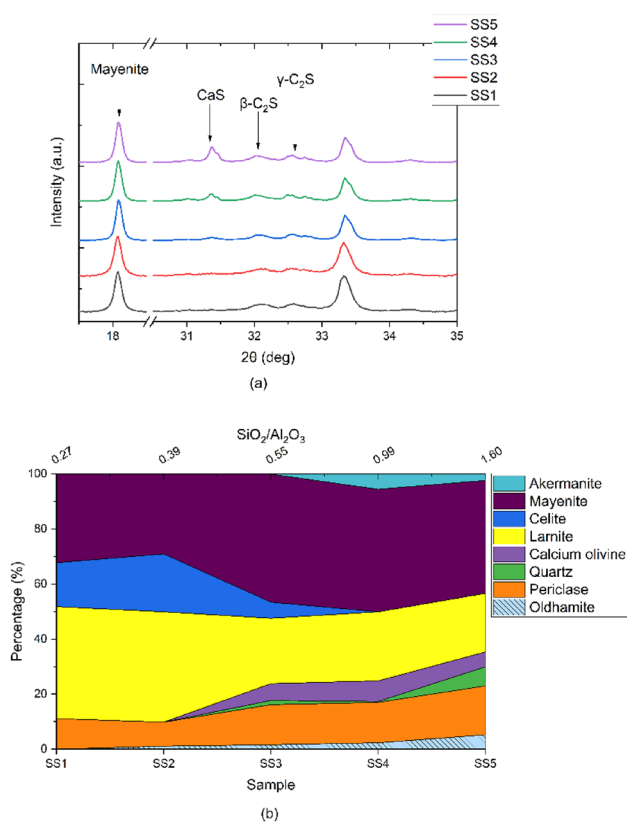 (a)
SS5
SS4
SS3
SS2
SS1
Mayenite
γ-C₂S
CaS
β-C₂S
Intensity (a.u.)
18 31 32 33 34 35
2θ (deg)
(a)
SiO₂/Al₂O₃
0.27 0.39 0.55 0.99 1.60
100
80
60
40
20
0
Percentage (%)
Akermanite
Mayenite
Celite
Larnite
Calcium olivine
Quartz
Periclase
Oldhamite
SS1 SS2 SS3 SS4 SS5
Sample
(b)